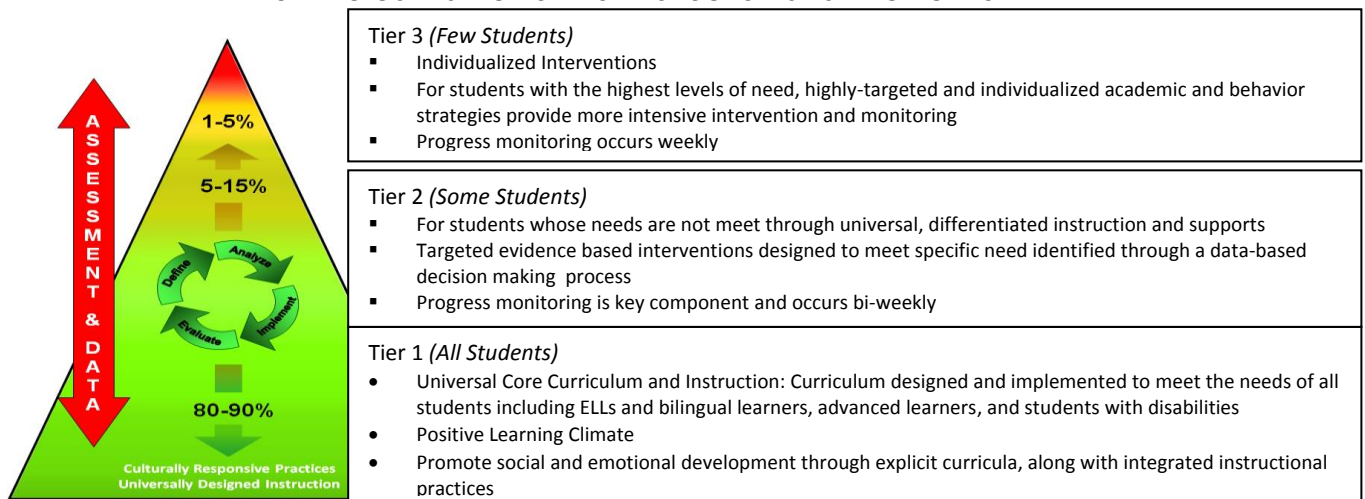 ASSESSMENT & DATA
1-5%
5-15%
Define
Analyze
Implement
Evaluate
80-90%
Culturally Responsive Practices
Universally Designed Instruction
Tier 3 (Few Students)
▪ Individualized Interventions
▪ For students with the highest levels of need, highly-targeted and individualized academic and behavior
strategies provide more intensive intervention and monitoring
▪ Progress monitoring occurs weekly
Tier 2 (Some Students)
▪ For students whose needs are not met through universal, differentiated instruction and supports
▪ Targeted evidence based interventions designed to meet specific need identified through a data-based
decision making process
▪ Progress monitoring is key component and occurs bi-weekly
Tier 1 (All Students)
• Universal Core Curriculum and Instruction: Curriculum designed and implemented to meet the needs of all
students including ELLs and bilingual learners, advanced learners, and students with disabilities
• Positive Learning Climate
• Promote social and emotional development through explicit curricula, along with integrated instructional
practices